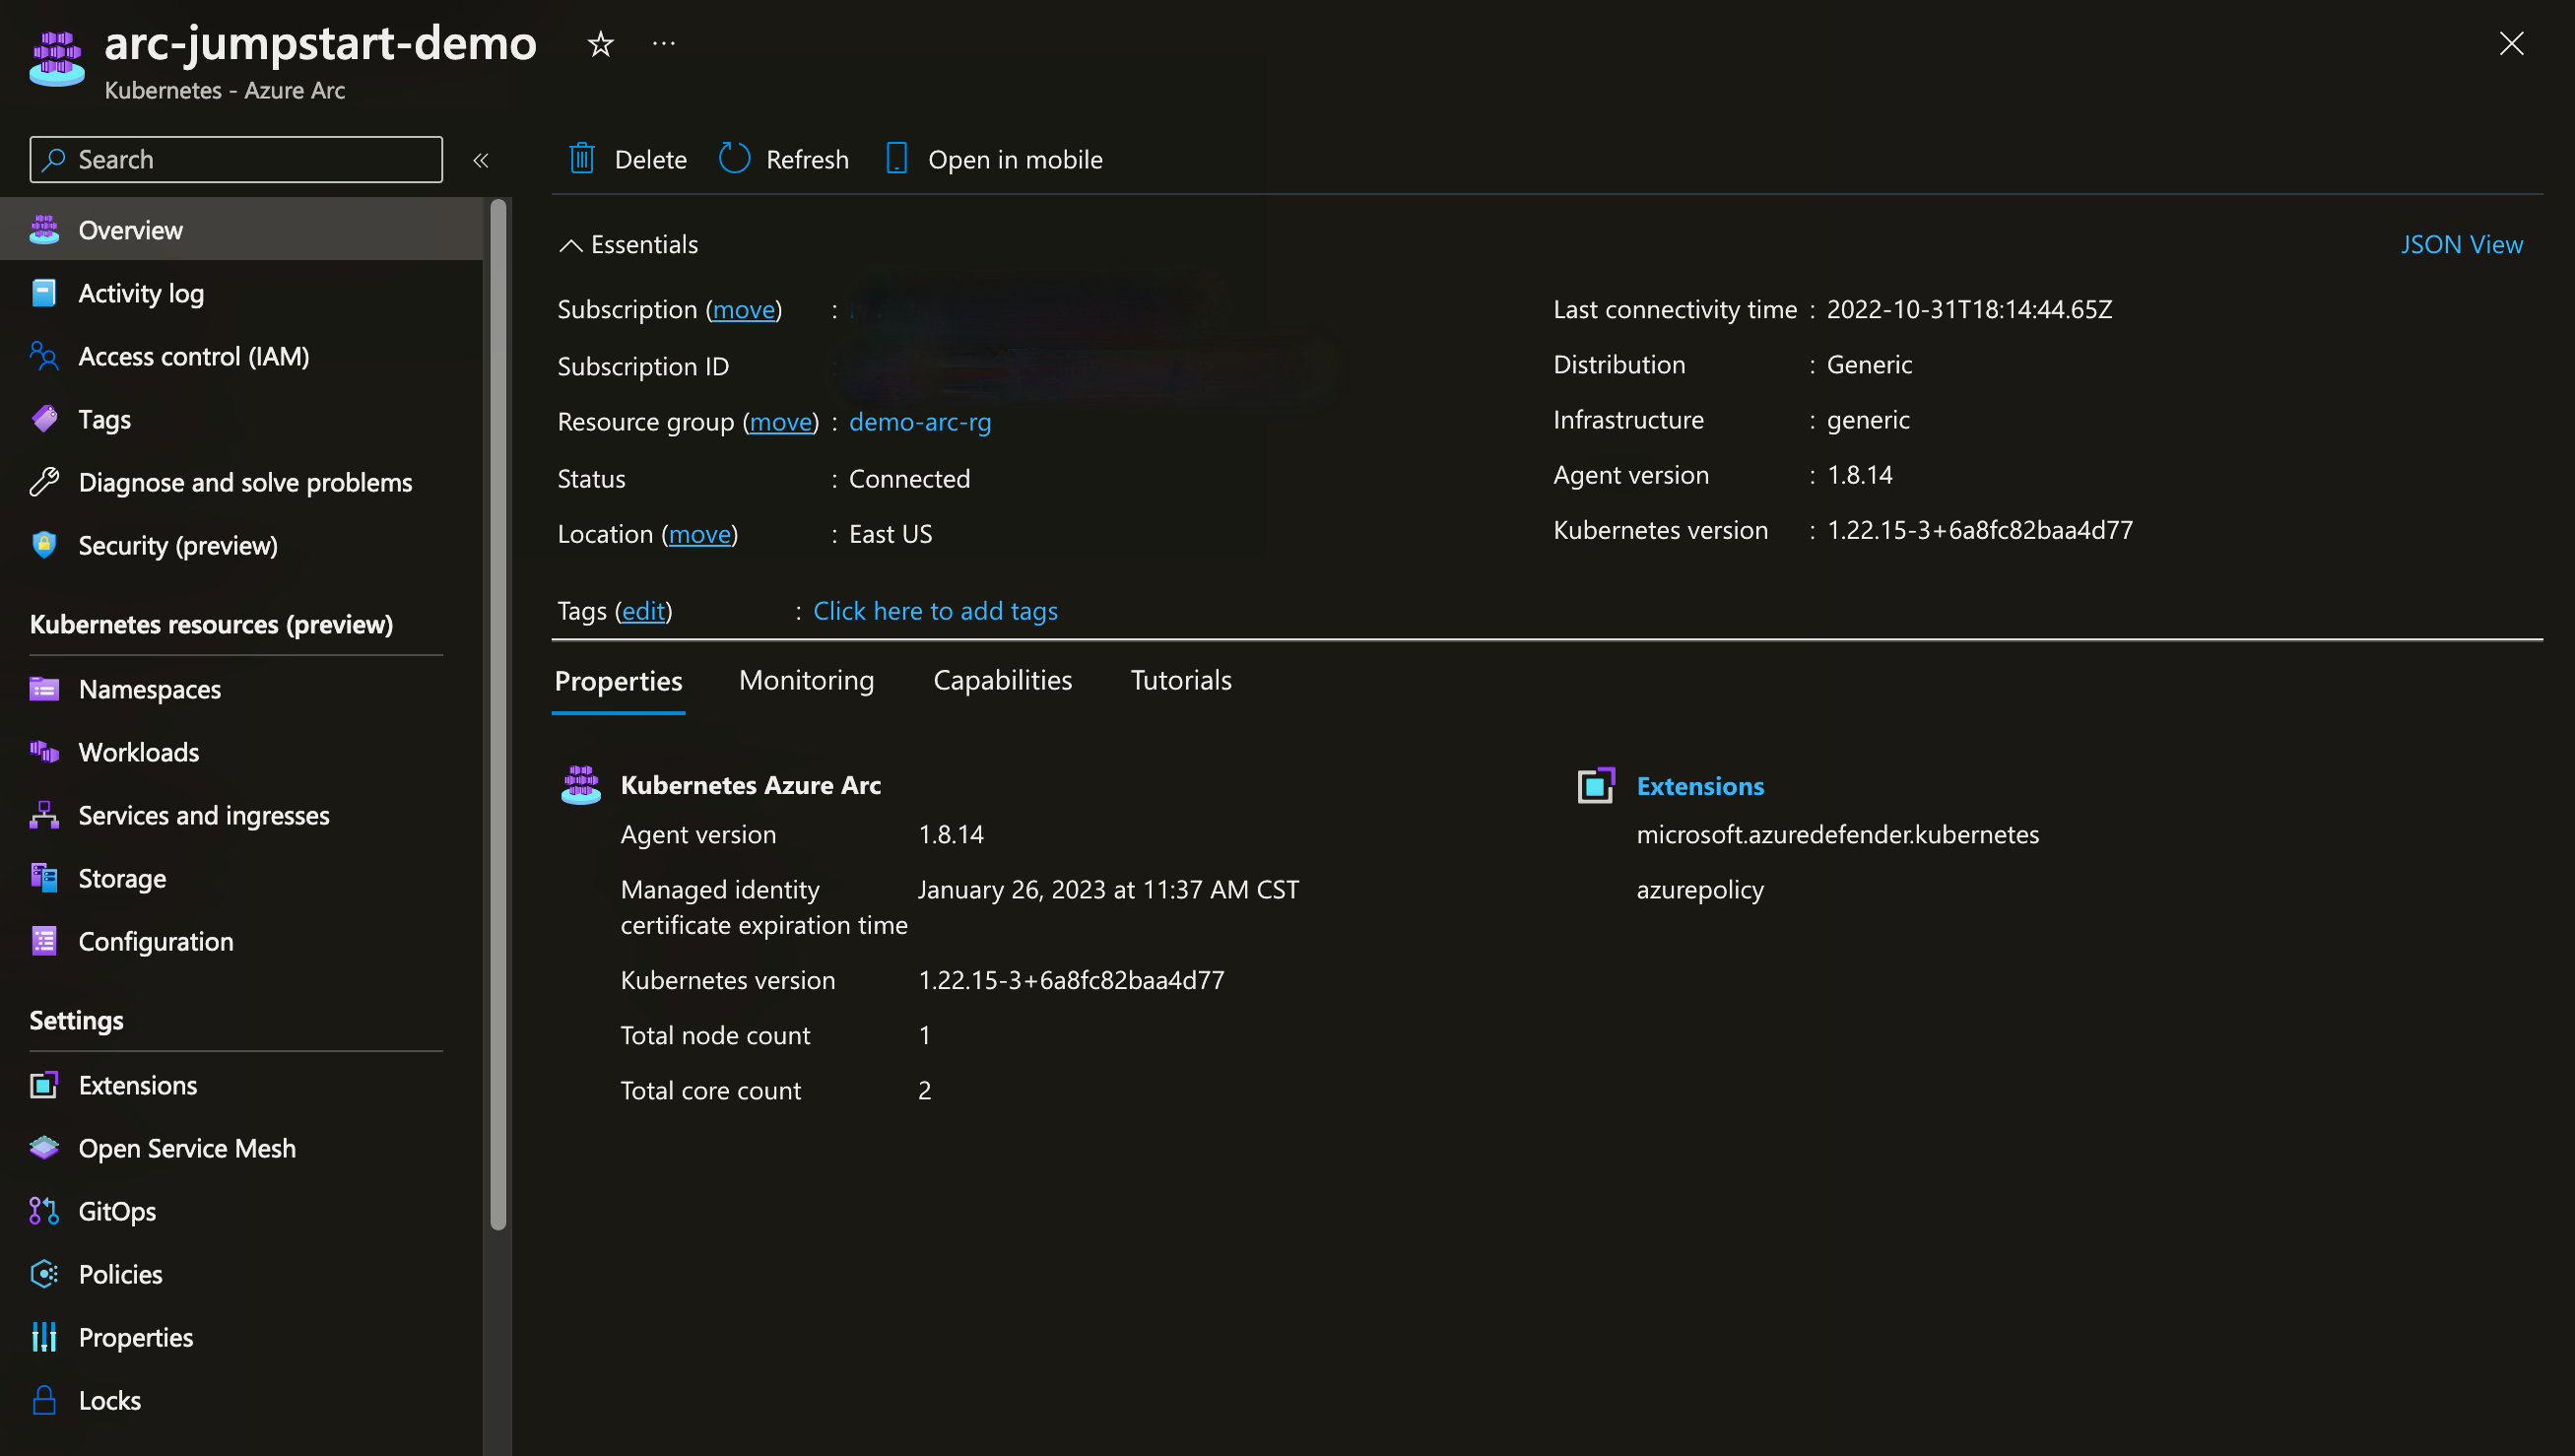 arc-jumpstart-demo
Kubernetes - Azure Arc
Search
Overview
Activity log
Access control (IAM)
Tags
Diagnose and solve problems
Security (preview)
Kubernetes resources (preview)
Namespaces
Workloads
Services and ingresses
Storage
Configuration
Settings
Extensions
Open Service Mesh
GitOps
Policies
Properties
Locks
Delete Refresh Open in mobile
Essentials
JSON View
Subscription (move) :
Subscription ID
Resource group (move) : demo-arc-rg
Status : Connected
Location (move) : East US
Last connectivity time : 2022-10-31T18:14:44.65Z
Distribution : Generic
Infrastructure : generic
Agent version : 1.8.14
Kubernetes version : 1.22.15-3+6a8fc82baa4d77
Tags (edit) : Click here to add tags
Properties Monitoring Capabilities Tutorials
Kubernetes Azure Arc
Agent version 1.8.14
Managed identity January 26, 2023 at 11:37 AM CST
certificate expiration time
Kubernetes version 1.22.15-3+6a8fc82baa4d77
Total node count 1
Total core count 2
Extensions
microsoft.azuredefender.kubernetes
azurepolicy